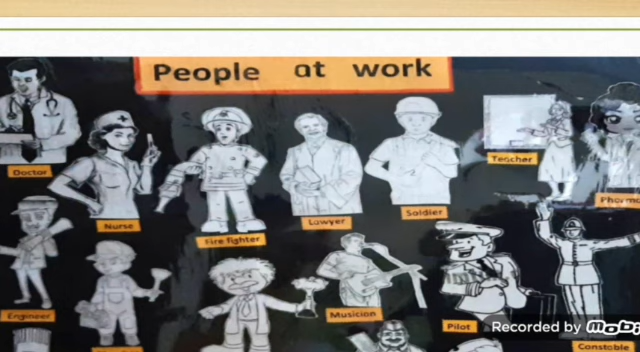 People at work
Doctor
Nurse
Fire fighter
Lawyer
Soldier
Teacher
Engineer
Musician
Pilot
Constable
Recorded by